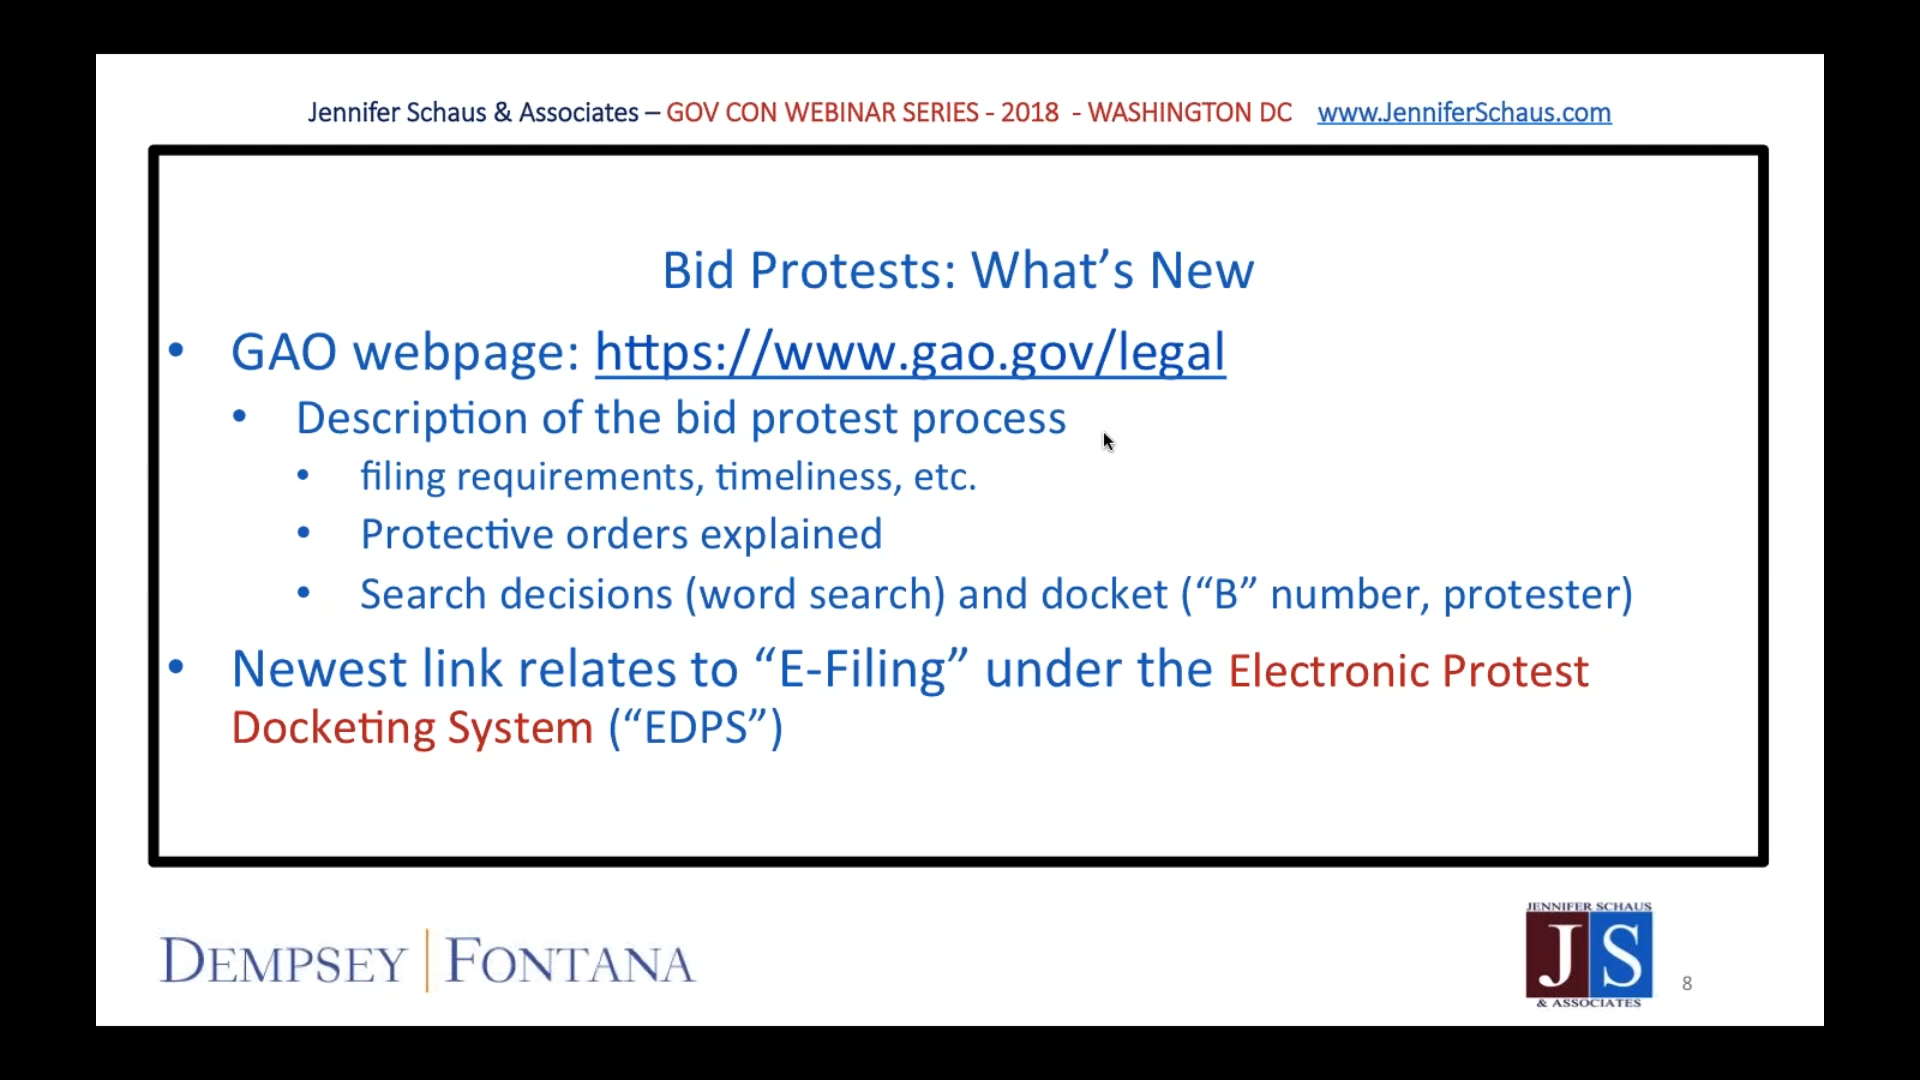 Jennifer Schaus & Associates – GOV CON WEBINAR SERIES - 2018 - WASHINGTON DC www.JenniferSchaus.com
Bid Protests: What’s New
• GAO webpage: https://www.gao.gov/legal
• Description of the bid protest process
• filing requirements, timeliness, etc.
• Protective orders explained
• Search decisions (word search) and docket (“B” number, protester)
• Newest link relates to “E-Filing” under the Electronic Protest
Docketing System (“EDPS”)
DEMPSEY | FONTANA
JENNIFER SCHAUS
JS
& ASSOCIATES
8